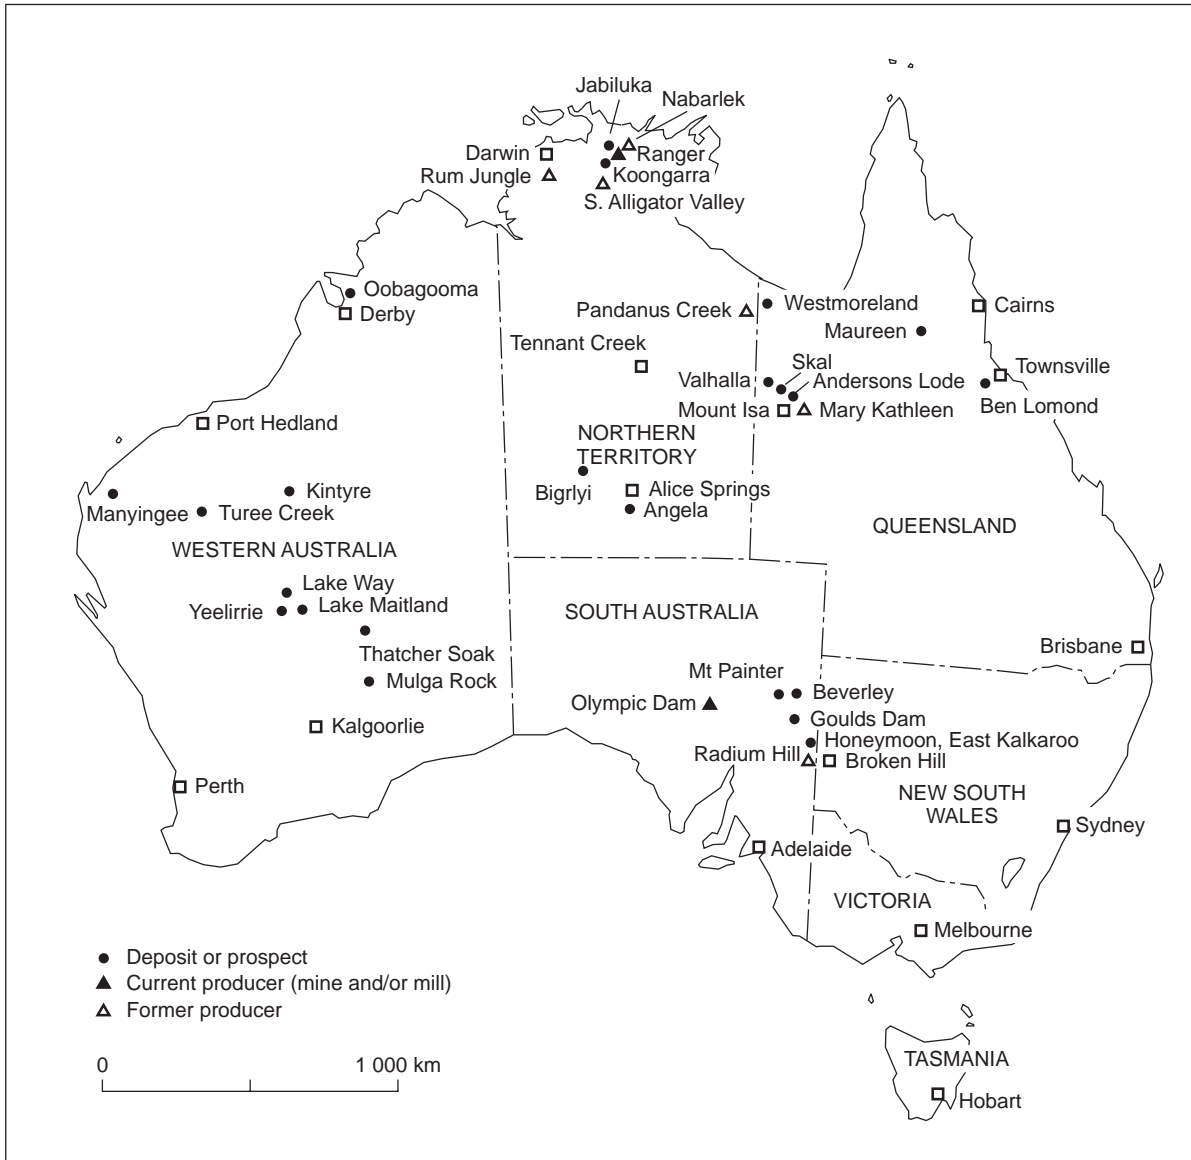 Jabiluka
Nabarlek
Darwin
Ranger
Rum Jungle
Koongarra
S. Alligator Valley
Oobagooma
Derby
Pandanus Creek
Westmoreland
Cairns
Maureen
Tennant Creek
Skal
Townsville
Valhalla
Andersons Lode
Mount Isa
Mary Kathleen
Ben Lomond
Port Hedland
NORTHERN
TERRITORY
Kintyre
Bigrlyi
Alice Springs
Manyingee
Turee Creek
Angela
QUEENSLAND
WESTERN AUSTRALIA
Lake Way
Yeelirrie
Lake Maitland
SOUTH AUSTRALIA
Thatcher Soak
Brisbane
Mulga Rock
Mt Painter
Beverley
Olympic Dam
Goulds Dam
Kalgoorlie
Honeymoon, East Kalkaroo
Radium Hill
Broken Hill
Perth
NEW SOUTH
WALES
Sydney
Adelaide
VICTORIA
Melbourne
Deposit or prospect
Current producer (mine and/or mill)
Former producer
0
1 000 km
TASMANIA
Hobart